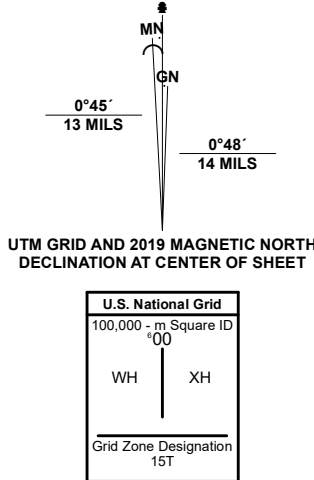 MN
GN
0°45´
13 MILS
0°48´
14 MILS
UTM GRID AND 2019 MAGNETIC NORTH
DECLINATION AT CENTER OF SHEET
U.S. National Grid
100,000 - m Square ID
⁶00
WH XH
Grid Zone Designation
15T